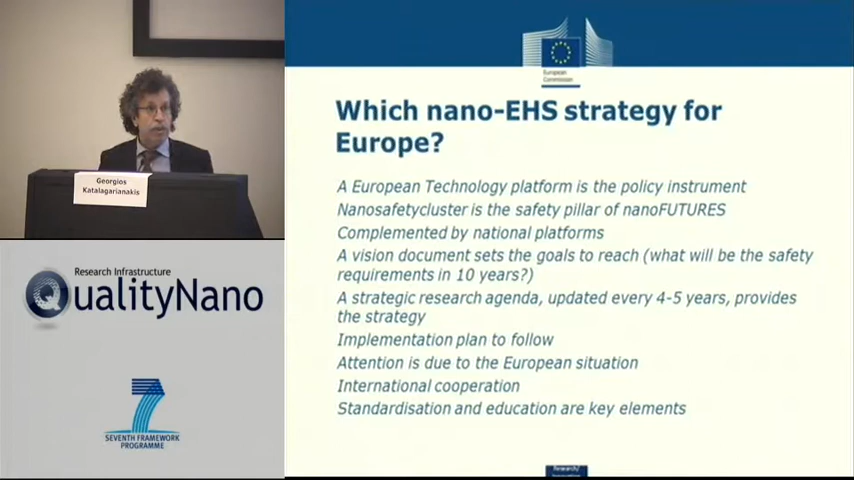 Georgios
Katalagarianakis
Research Infrastructure
QualityNano
7
SEVENTH FRAMEWORK
PROGRAMME
European
Commission
Which nano-EHS strategy for
Europe?
A European Technology platform is the policy instrument
Nanosafetycluster is the safety pillar of nanoFUTURES
Complemented by national platforms
A vision document sets the goals to reach (what will be the safety
requirements in 10 years?)
A strategic research agenda, updated every 4-5 years, provides
the strategy
Implementation plan to follow
Attention is due to the European situation
International cooperation
Standardisation and education are key elements
Research/